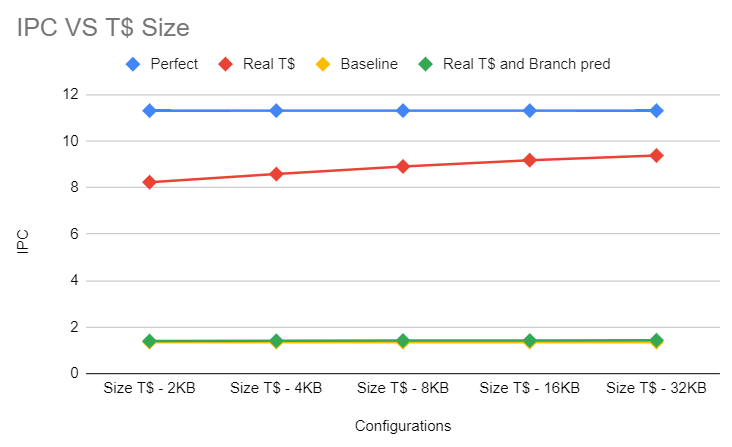 IPC VS T$ Size
Perfect Real T$ Baseline Real T$ and Branch pred
12
10
8
6
4
2
0
IPC
Size T$ - 2KB Size T$ - 4KB Size T$ - 8KB Size T$ - 16KB Size T$ - 32KB
Configurations